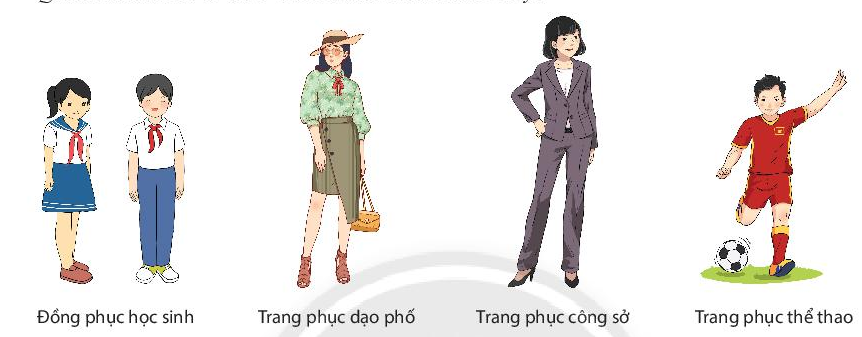 Đồng phục học sinh
Trang phục dạo phố
Trang phục công sở
Trang phục thể thao